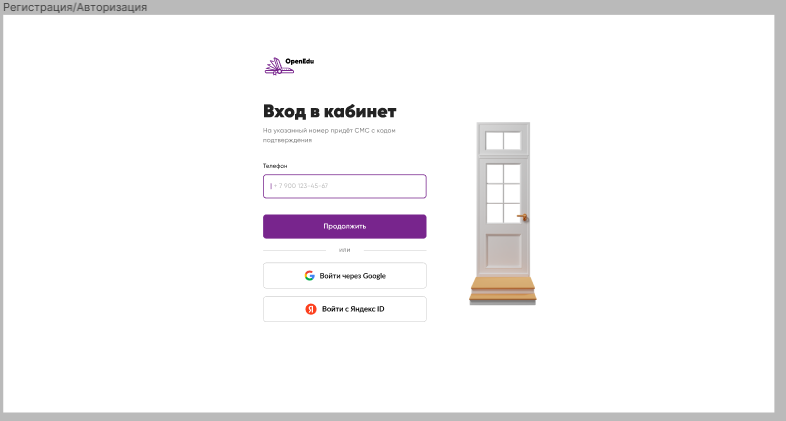 Регистрация/Авторизация
OpenEdu
Вход в кабинет
На указанный номер придёт СМС с кодом
подтверждения
Телефон
+ 7 900 123-45-67
Продолжить
или
Войти через Google
Войти с Яндекс ID